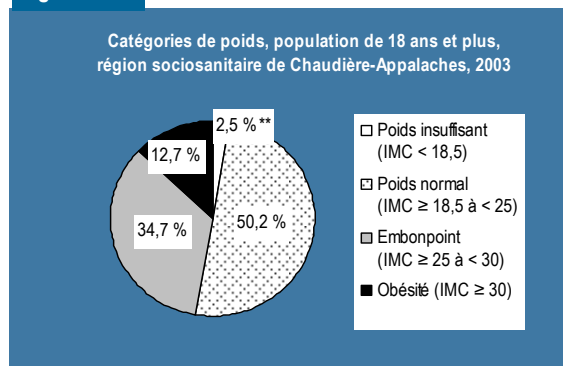 Catégories de poids, population de 18 ans et plus,
région sociosanitaire de Chaudière-Appalaches, 2003
2,5 % **
12,7 %
34,7 %
50,2 %
Poids insuffisant
(IMC < 18,5)
Poids normal
(IMC ≥ 18,5 à < 25)
Embonpoint
(IMC ≥ 25 à < 30)
Obésité (IMC ≥ 30)